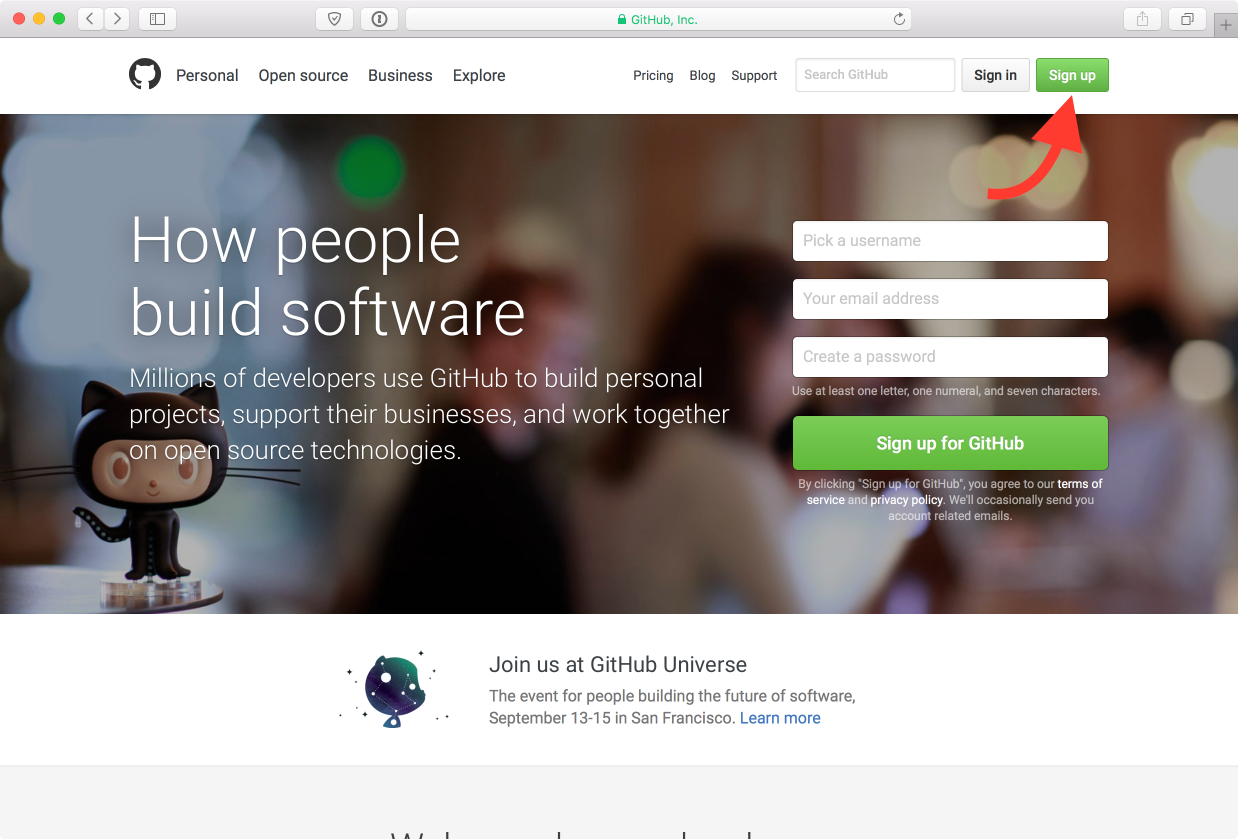 GitHub, Inc.
Personal Open source Business Explore Pricing Blog Support Search GitHub Sign in Sign up
How people
build software
Millions of developers use GitHub to build personal
projects, support their businesses, and work together
on open source technologies.
Pick a username
Your email address
Create a password
Use at least one letter, one numeral, and seven characters.
Sign up for GitHub
By clicking "Sign up for GitHub", you agree to our terms of
service and privacy policy. We'll occasionally send you
account related emails.
Join us at GitHub Universe
The event for people building the future of software,
September 13-15 in San Francisco. Learn more